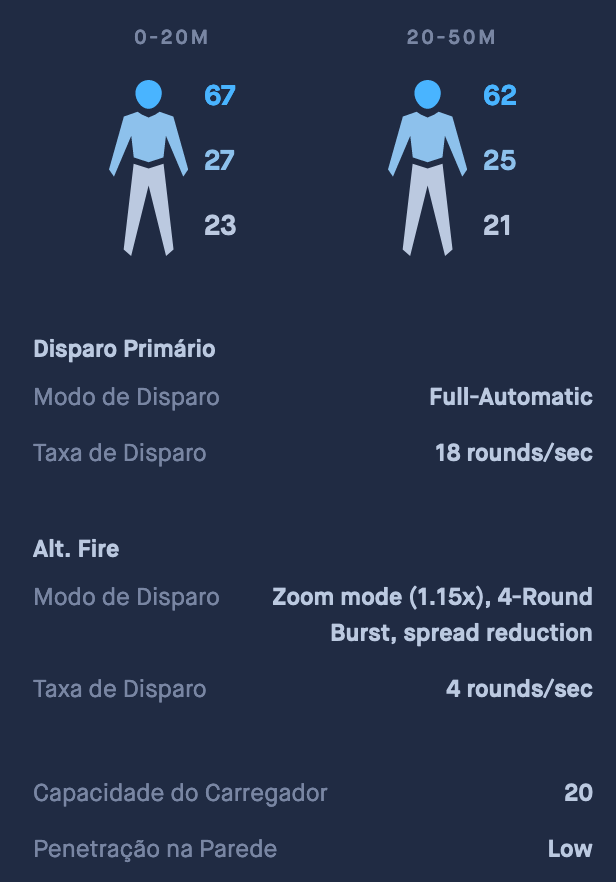 0-20M 20-50M
67 62
27 25
23 21
Disparo Primário
Modo de Disparo Full-Automatic
Taxa de Disparo 18 rounds/sec
Alt. Fire
Modo de Disparo Zoom mode (1.15x), 4-Round
Burst, spread reduction
Taxa de Disparo 4 rounds/sec
Capacidade do Carregador 20
Penetração na Parede Low